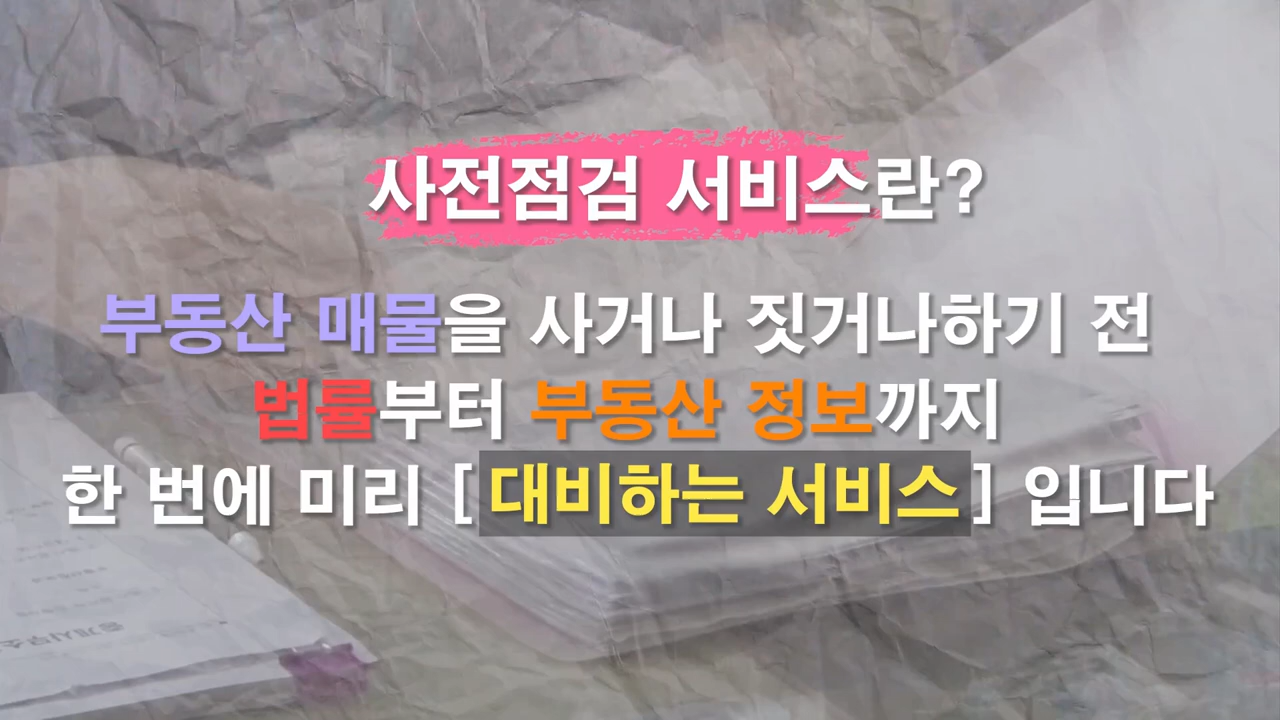 사전점검 서비스란?
부동산 매물을 사거나 짓거나하기 전
법률부터 부동산 정보까지
한 번에 미리 [대비하는 서비스] 입니다